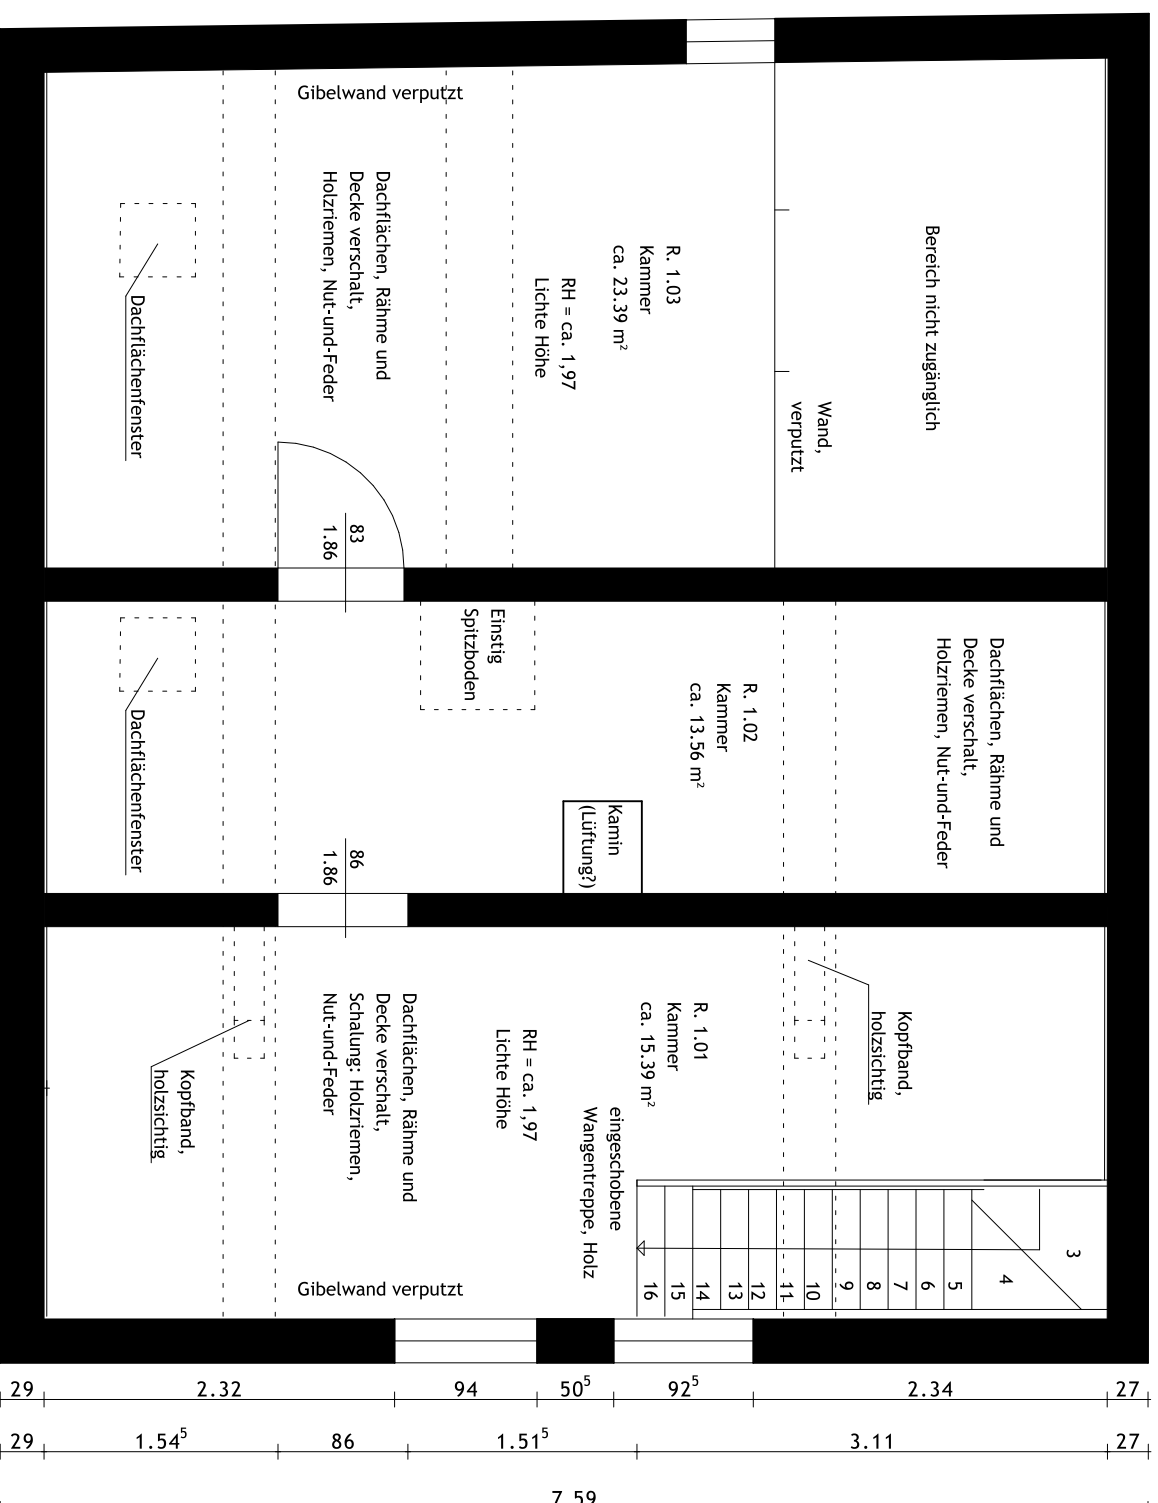 Gibelwand verputzt
Dachflächen, Rähme und
Decke verschalt,
Holzriemen, Nut-und-Feder
R. 1.03
Kammer
ca. 23.39 m²
RH = ca. 1,97
Lichte Höhe
Bereich nicht zugänglich
Dachflächenfenster
Wand,
verputzt
83
1.86
Einstig
Spitzboden
R. 1.02
Kammer
ca. 13.56 m²
Dachflächen, Rähme und
Decke verschalt,
Holzriemen, Nut-und-Feder
Dachflächenfenster
Kamin
(Lüftung?)
86
1.86
Dachflächen, Rähme und
Decke verschalt,
Schalung: Holzriemen,
Nut-und-Feder
RH = ca. 1,97
Lichte Höhe
R. 1.01
Kammer
ca. 15.39 m²
Kopfband,
holzsichtig
Kopfband,
holzsichtig
eingeschobene
Wangentreppe, Holz
3
4
5
6
7
8
9
10
11
12
13
14
15
16
Gibelwand verputzt
29 2.32 94 50⁵ 92⁵ 2.34 27
29 1.54⁵ 86 1.51⁵ 3.11 27
7.59